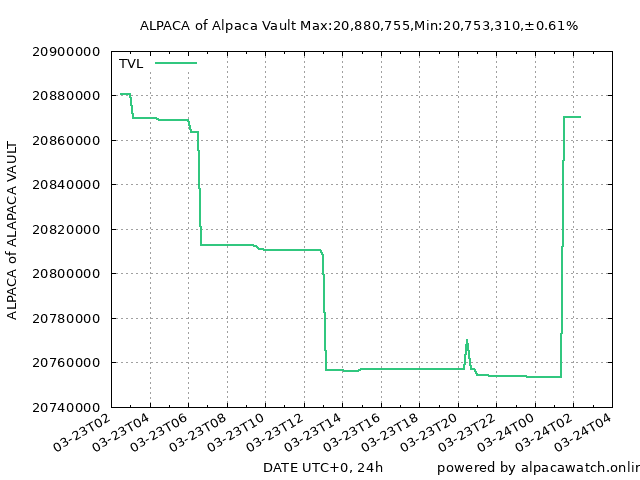 ALPACA of Alpaca Vault Max:20,880,755,Min:20,753,310,±0.61%
TVL
20900000
20880000
20860000
20840000
20820000
20800000
20780000
20760000
20740000
ALPACA of ALAPACA VAULT
03-23T02
03-23T04
03-23T06
03-23T08
03-23T10
03-23T12
03-23T14
03-23T16
03-23T18
03-23T20
03-23T22
03-24T00
03-24T02
03-24T04
DATE UTC+0, 24h
powered by alpacawatch.onlin